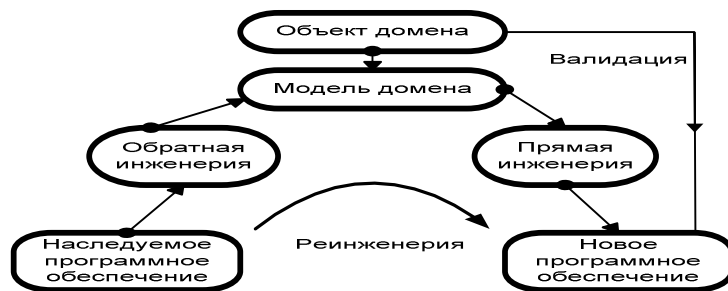 Объект домена
Валидация
Модель домена
Обратная
инженерия
Прямая
инженерия
Реинженерия
Наследуемое
программное
обеспечение
Новое
программное
обеспечение